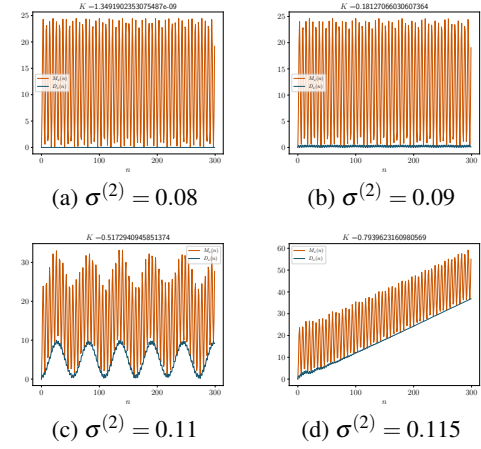 K −1.3491902353075487e-09
25
20
15
10
5
0
M_c(n)
D_c(n)
0 100 200 300
n
(a) σ^(2) = 0.08
K −0.18127066030607364
25
20
15
10
5
0
M_c(n)
D_c(n)
0 100 200 300
n
(b) σ^(2) = 0.09
K −0.5172940945851374
30
20
10
0
M_c(n)
D_c(n)
0 100 200 300
n
(c) σ^(2) = 0.11
K −0.7939623160980569
60
50
40
30
20
10
0
M_c(n)
D_c(n)
0 100 200 300
n
(d) σ^(2) = 0.115